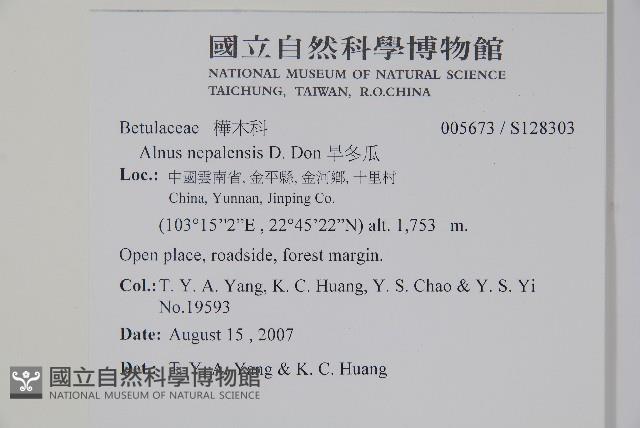 國立自然科學博物館
NATIONAL MUSEUM OF NATURAL SCIENCE
TAICHUNG, TAIWAN, R.O.CHINA
Betulaceae 樺木科 005673 / S128303
Alnus nepalensis D. Don 旱冬瓜
Loc.: 中國雲南省, 金平縣, 金河鄉, 十里村
China, Yunnan, Jinping Co.
(103°15”2”E , 22°45’22”N) alt. 1,753 m.
Open place, roadside, forest margin.
Col.: T. Y. A. Yang, K. C. Huang, Y. S. Chao & Y. S. Yi
No.19593
Date: August 15 , 2007
Det.: T. Y. A. Yang & K. C. Huang
國立自然科學博物館
NATIONAL MUSEUM OF NATURAL SCIENCE